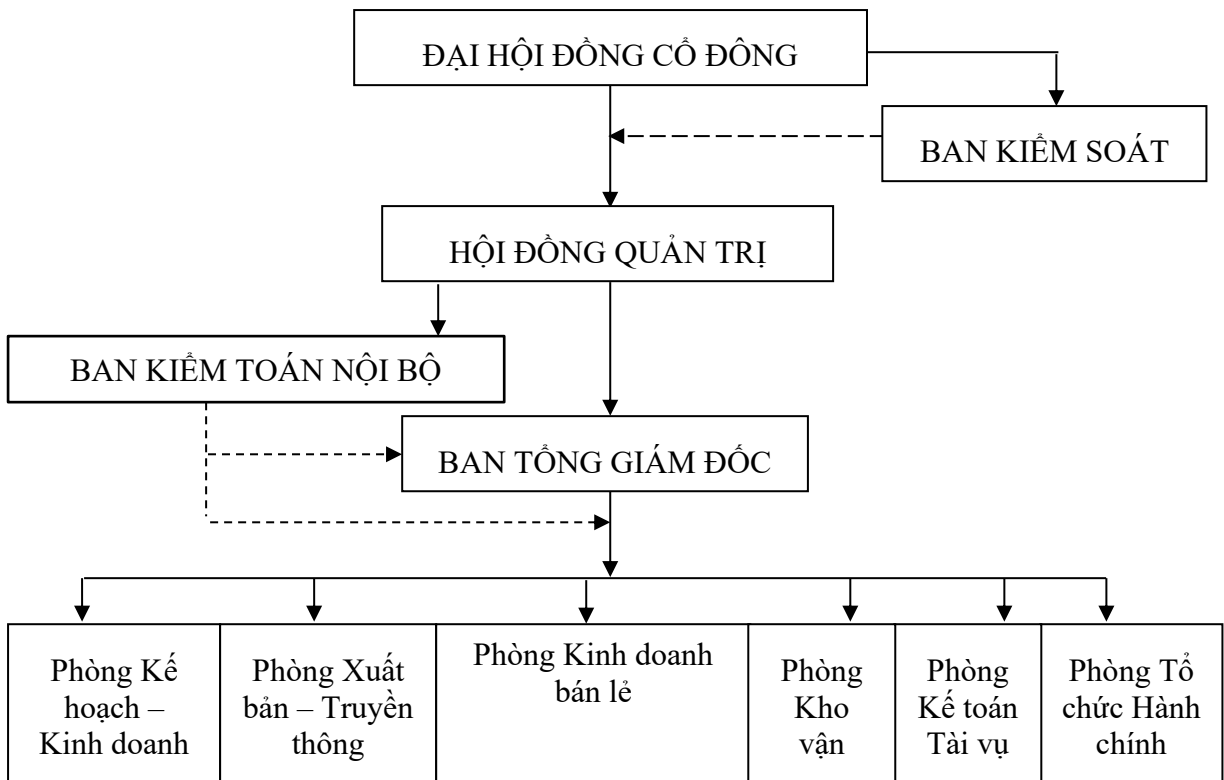 ĐẠI HỘI ĐỒNG CỔ ĐÔNG
BAN KIỂM SOÁT
HỘI ĐỒNG QUẢN TRỊ
BAN KIỂM TOÁN NỘI BỘ
BAN TỔNG GIÁM ĐỐC
Phòng Kế
hoạch –
Kinh doanh
Phòng Xuất
bản – Truyền
thông
Phòng Kinh doanh
bán lẻ
Phòng
Kho
vận
Phòng
Kế toán
Tài vụ
Phòng Tổ
chức Hành
chính